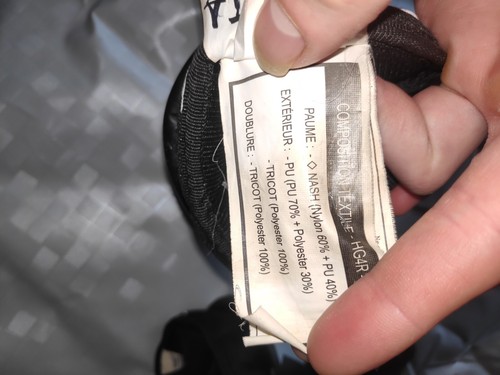 COMPOSITION TEXTILE : HG4R -
PAUME : - ◇ NASH (Nylon 60% + PU 40%)
EXTÉRIEUR : - PU (PU 70% + Polyester 30%)
- TRICOT (Polyester 100%)
DOUBLURE : - TRICOT (Polyester 100%)